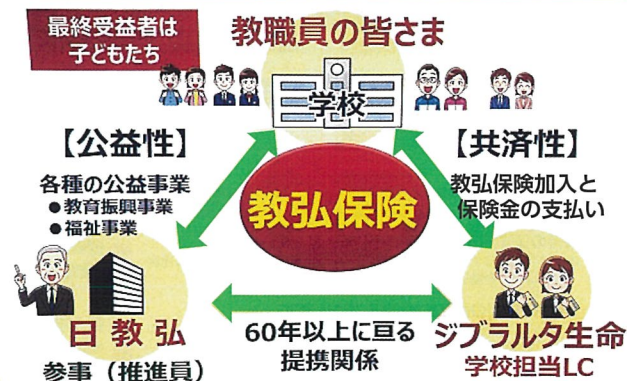 最終受益者は
子どもたち
教職員の皆さま
学校
【公益性】
各種の公益事業
●教育振興事業
●福祉事業
【共済性】
教弘保険加入と
保険金の支払い
教弘保険
日教弘
参事（推進員）
60年以上に亘る
提携関係
ジブラルタ生命
学校担当LC